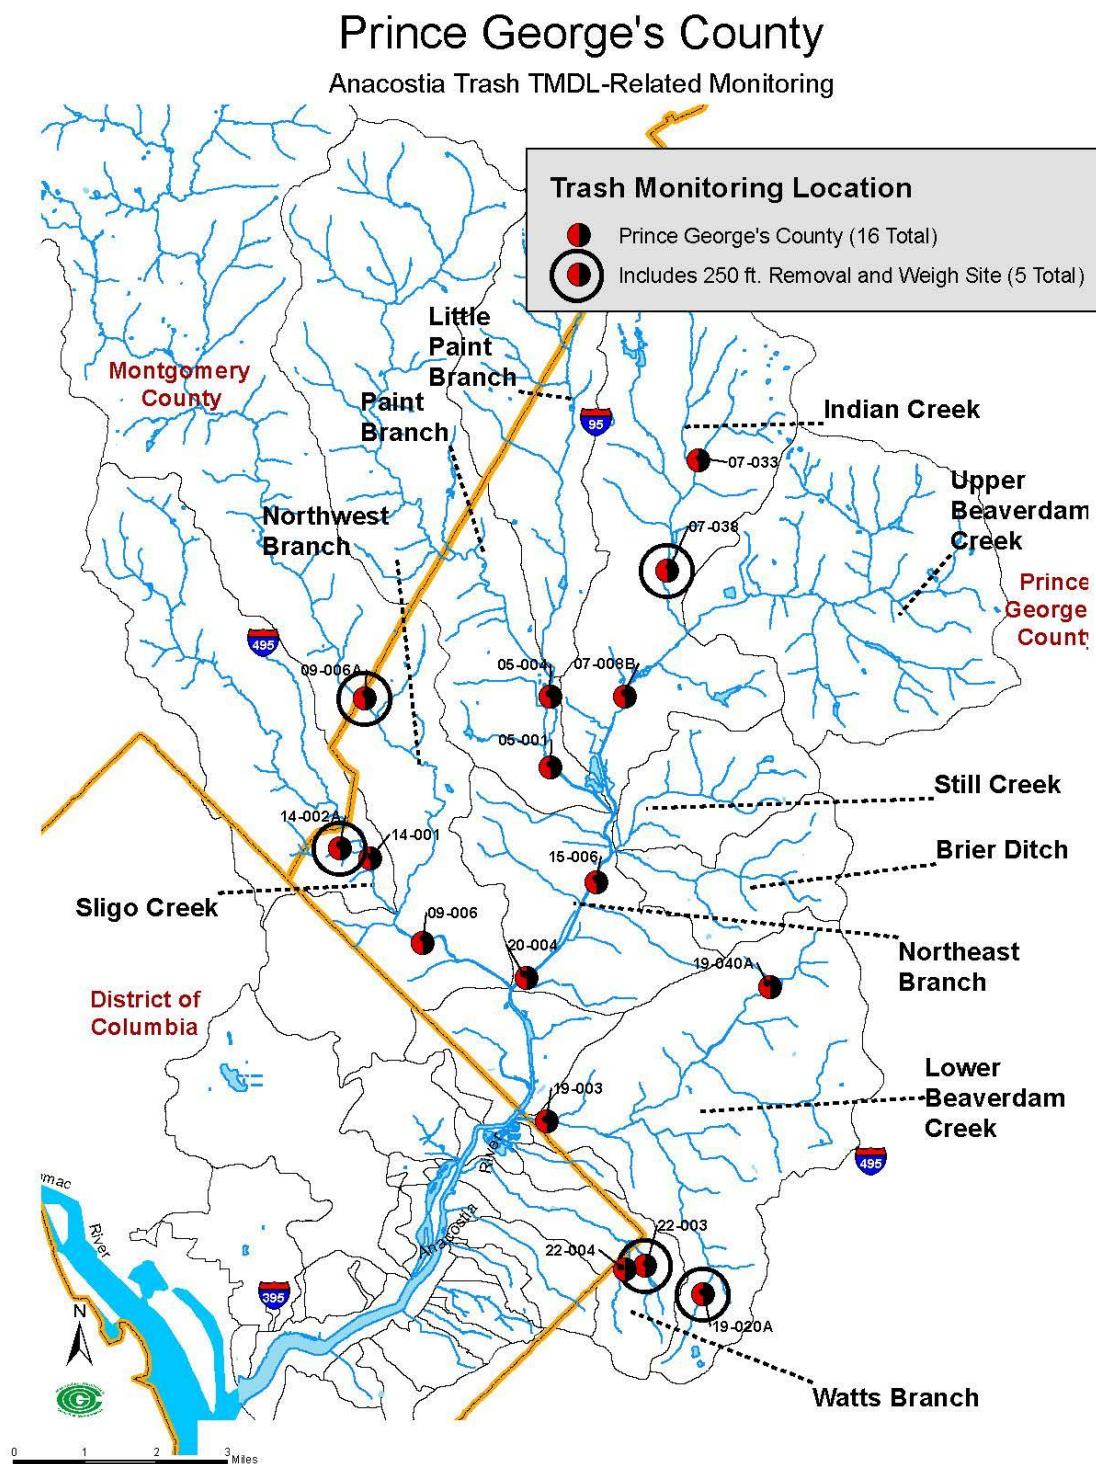 Prince George's County
Anacostia Trash TMDL-Related Monitoring
Trash Monitoring Location
Prince George's County (16 Total)
Includes 250 ft. Removal and Weigh Site (5 Total)
Little
Paint
Branch
Montgomery
County
Paint
Branch
95
Indian Creek
07-033
Upper
Beaverdam
Creek
Northwest
Branch
07-038
Prince
George
County
495
09-006A
05-004
07-008B
05-001
Still Creek
14-002A
14-001
Brier Ditch
15-006
Sligo Creek
09-006
20-004
19-040A
Northeast
Branch
District of
Columbia
19-003
Lower
Beaverdam
Creek
495
River
Anacostia
mac
River
22-003
22-004
395
19-020A
N
Watts Branch
0 1 2 3
Miles